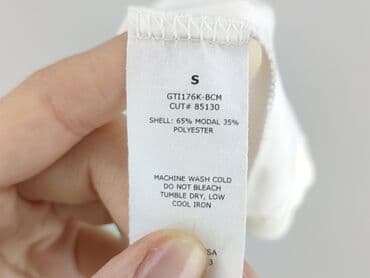 S
GTI176K-BCM
CUT# 85130
SHELL: 65% MODAL 35%
POLYESTER
MACHINE WASH COLD
DO NOT BLEACH
TUMBLE DRY, LOW
COOL IRON
3